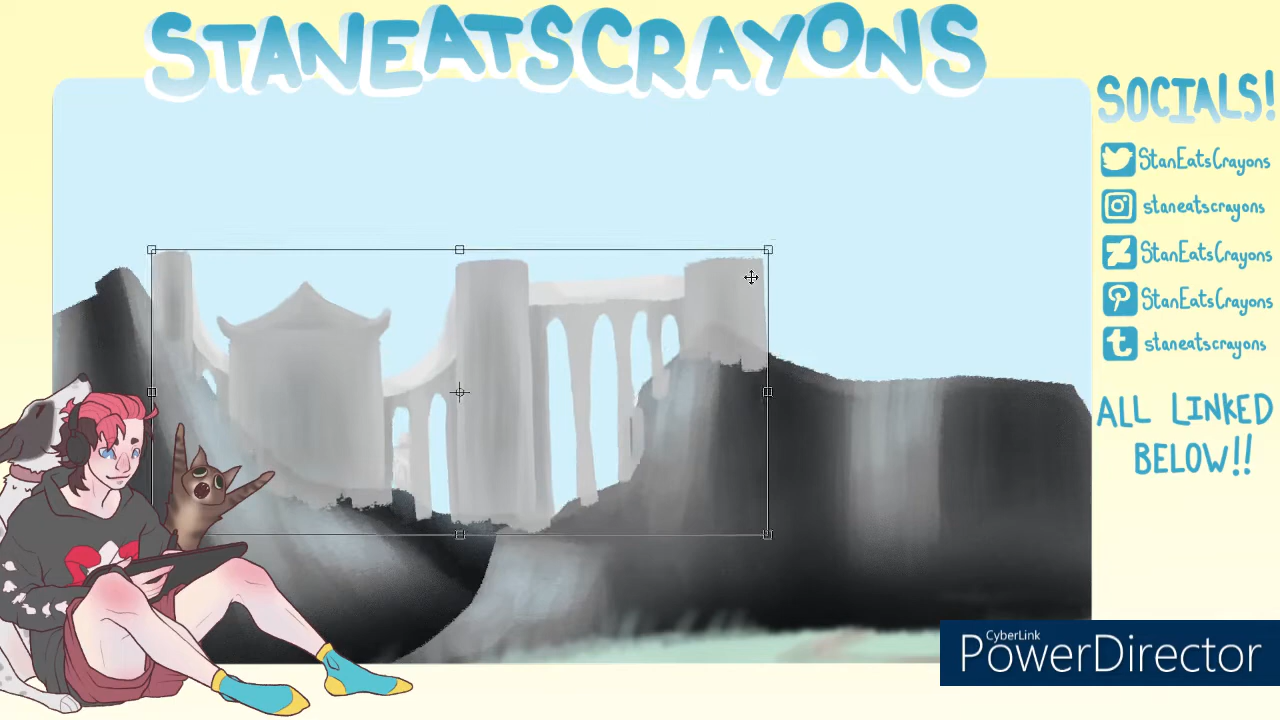 STANEATSCRAYONS
SOCIALS!
StanEatsCrayons
staneatscrayons
StanEatsCrayons
StanEatsCrayons
staneatscrayons
ALL LINKED
BELOW!!
CyberLink
PowerDirector